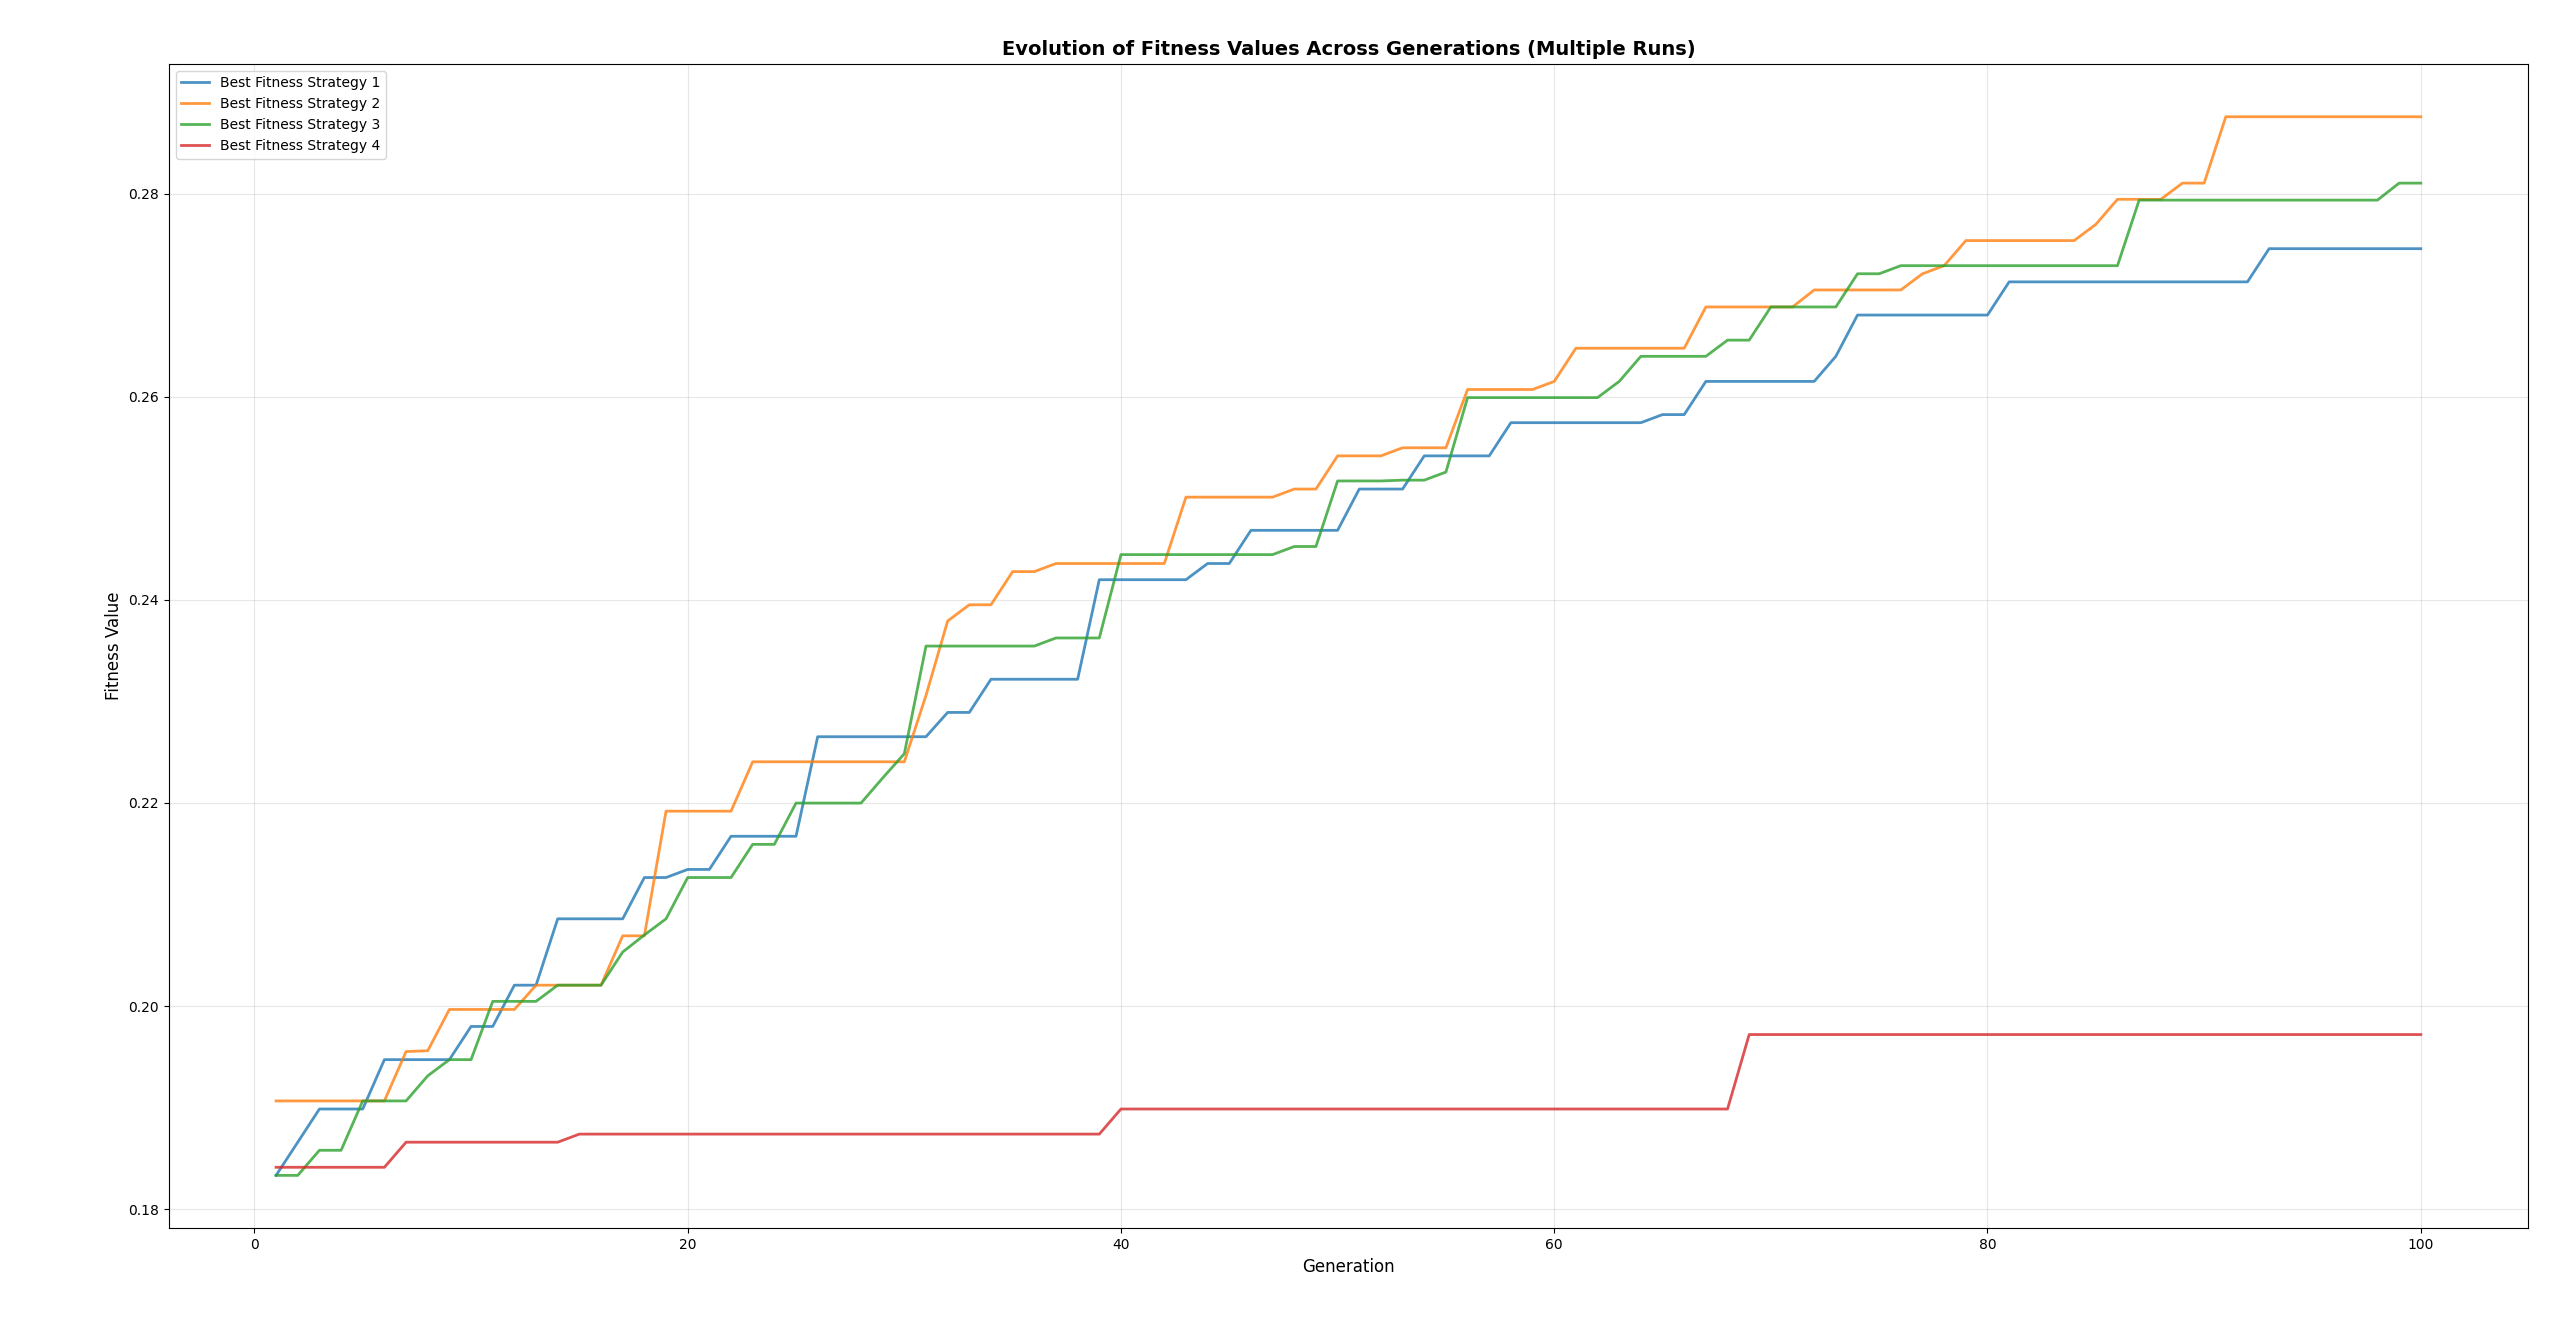 Evolution of Fitness Values Across Generations (Multiple Runs)
Best Fitness Strategy 1
Best Fitness Strategy 2
Best Fitness Strategy 3
Best Fitness Strategy 4
Fitness Value
0.28
0.26
0.24
0.22
0.20
0.18
0 20 40 60 80 100
Generation